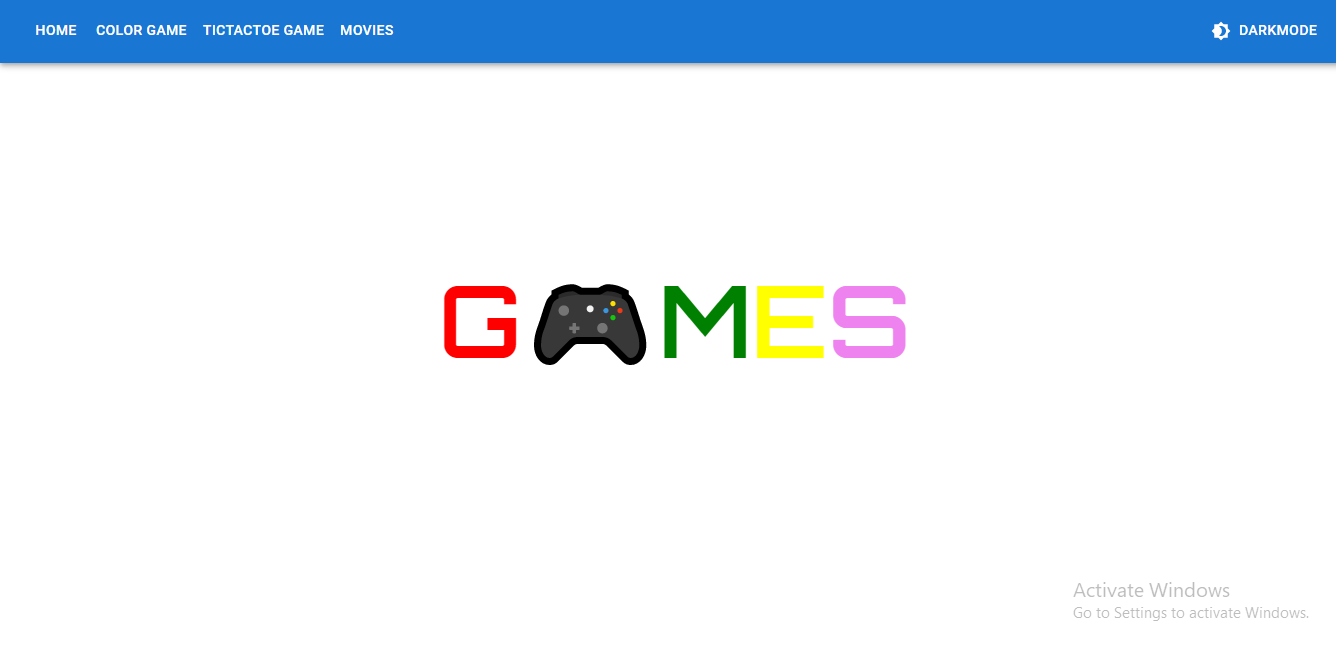 HOME COLOR GAME TICTACTOE GAME MOVIES DARKMODE
G MES
Activate Windows
Go to Settings to activate Windows.